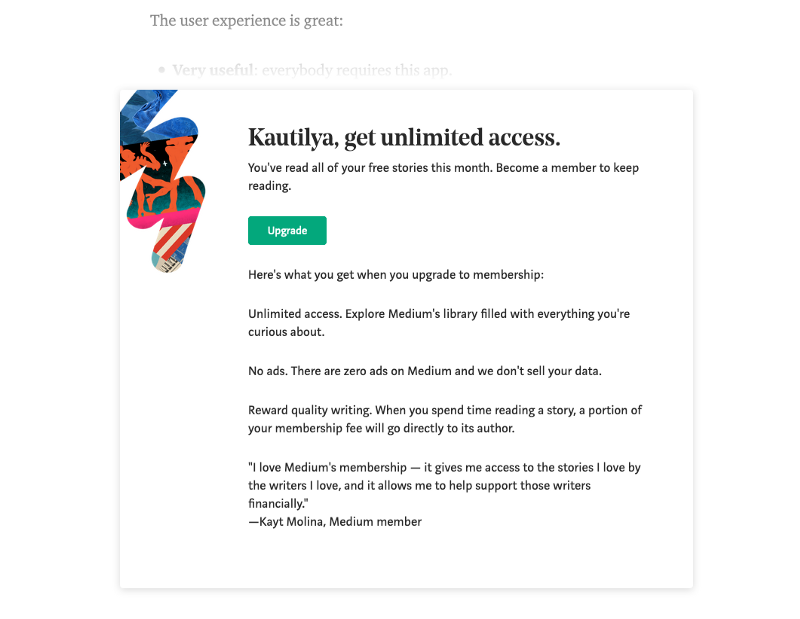 The user experience is great:
• Very useful: everybody requires this app.
Kautilya, get unlimited access.
You've read all of your free stories this month. Become a member to keep
reading.
Upgrade
Here's what you get when you upgrade to membership:
Unlimited access. Explore Medium's library filled with everything you're
curious about.
No ads. There are zero ads on Medium and we don't sell your data.
Reward quality writing. When you spend time reading a story, a portion of
your membership fee will go directly to its author.
"I love Medium's membership — it gives me access to the stories I love by
the writers I love, and it allows me to help support those writers
financially."
—Kayt Molina, Medium member